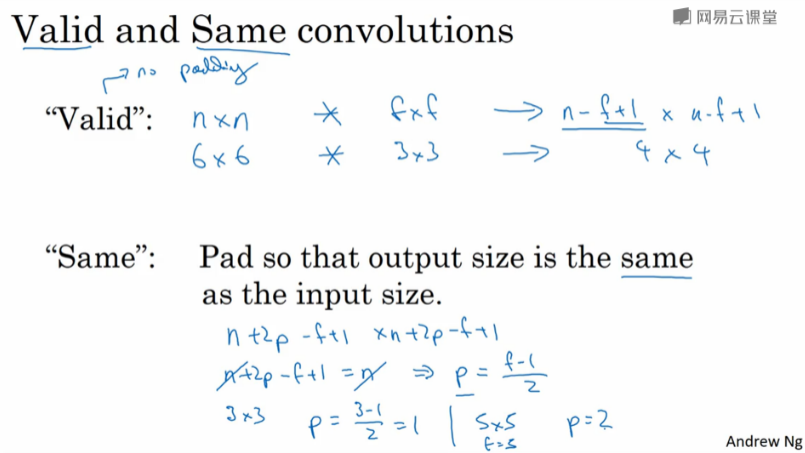 网易云课堂
Valid and Same convolutions
→ no padding
“Valid”: n×n * f×f → n-f+1 × n-f+1
6×6 * 3×3 → 4×4
“Same”: Pad so that output size is the same
as the input size.
n+2p-f+1 ×n+2p-f+1
n+2p-f+1=n ⇒ p = f-1/2
3×3 p = 3-1/2 =1 | 5×5 p=2
f=5
Andrew Ng